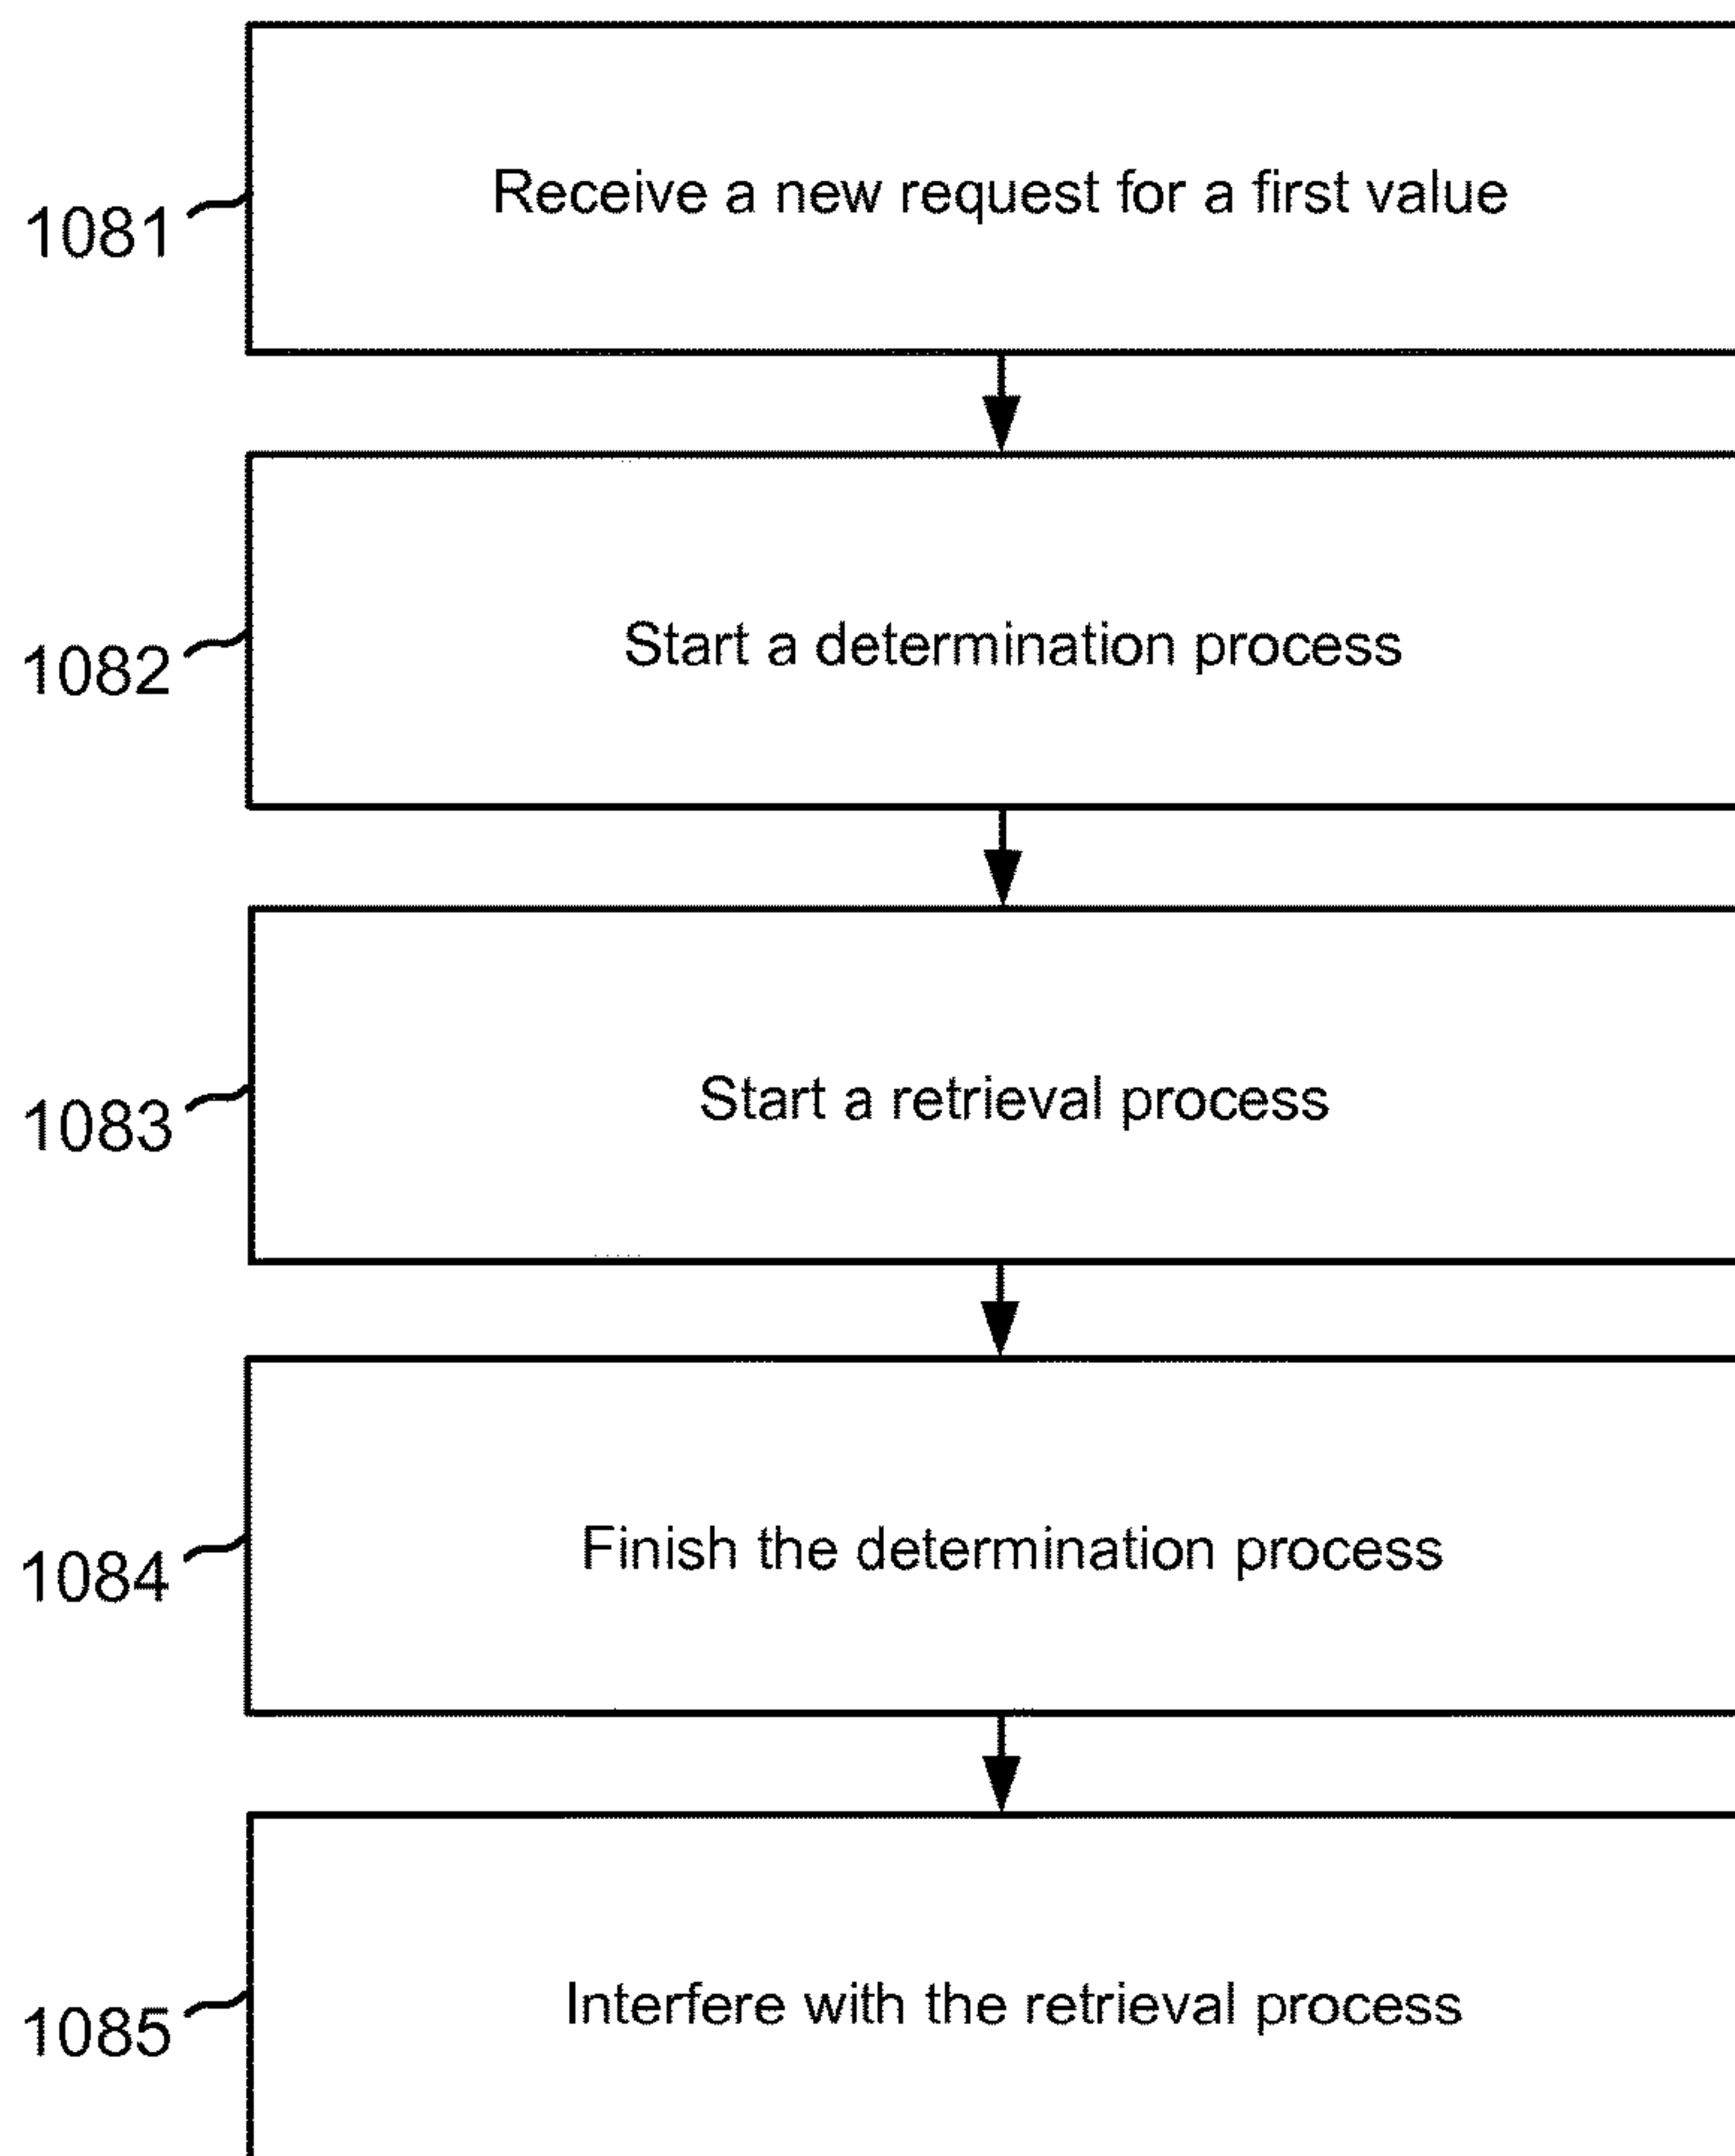 Receive a new request for a first value
1081
Start a determination process
1082
Start a retrieval process
1083
Finish the determination process
1084
Interfere with the retrieval process
1085